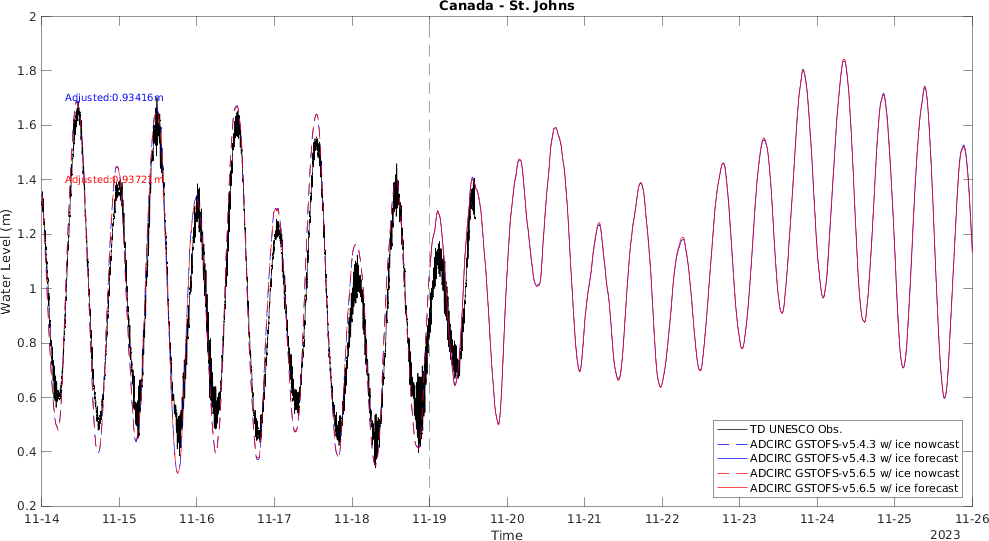 Canada - St. Johns
2
1.8
1.6
1.4
1.2
1
0.8
0.6
0.4
0.2
Water Level (m)
Adjusted:0.93416m
Adjusted:0.93721m
TD UNESCO Obs.
ADCIRC GSTOFS-v5.4.3 w/ ice nowcast
ADCIRC GSTOFS-v5.4.3 w/ ice forecast
ADCIRC GSTOFS-v5.6.5 w/ ice nowcast
ADCIRC GSTOFS-v5.6.5 w/ ice forecast
11-14 11-15 11-16 11-17 11-18 11-19 11-20 11-21 11-22 11-23 11-24 11-25 11-26
Time
2023